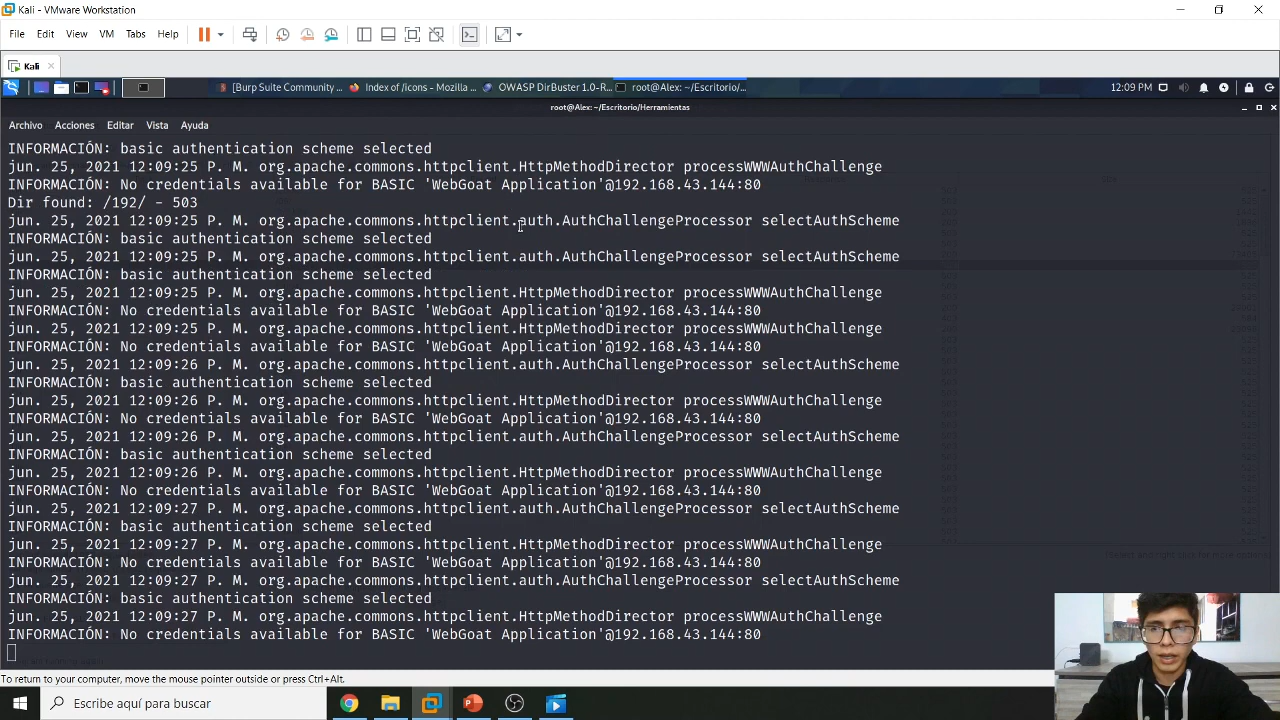 Kali - VMware Workstation
File Edit View VM Tabs Help
Kali
[Burp Suite Community ... Index of /icons - Mozilla ... OWASP DirBuster 1.0-R... root@Alex: ~/Escritorio/... 12:09 PM
root@Alex: ~/Escritorio/Herramientas
Archivo Acciones Editar Vista Ayuda
INFORMACIÓN: basic authentication scheme selected
jun. 25, 2021 12:09:25 P. M. org.apache.commons.httpclient.HttpMethodDirector processWWWAuthChallenge
INFORMACIÓN: No credentials available for BASIC 'WebGoat Application'@192.168.43.144:80
Dir found: /192/ - 503
jun. 25, 2021 12:09:25 P. M. org.apache.commons.httpclient.auth.AuthChallengeProcessor selectAuthScheme
INFORMACIÓN: basic authentication scheme selected
jun. 25, 2021 12:09:25 P. M. org.apache.commons.httpclient.auth.AuthChallengeProcessor selectAuthScheme
INFORMACIÓN: basic authentication scheme selected
jun. 25, 2021 12:09:25 P. M. org.apache.commons.httpclient.HttpMethodDirector processWWWAuthChallenge
INFORMACIÓN: No credentials available for BASIC 'WebGoat Application'@192.168.43.144:80
jun. 25, 2021 12:09:25 P. M. org.apache.commons.httpclient.HttpMethodDirector processWWWAuthChallenge
INFORMACIÓN: No credentials available for BASIC 'WebGoat Application'@192.168.43.144:80
jun. 25, 2021 12:09:26 P. M. org.apache.commons.httpclient.auth.AuthChallengeProcessor selectAuthScheme
INFORMACIÓN: basic authentication scheme selected
jun. 25, 2021 12:09:26 P. M. org.apache.commons.httpclient.HttpMethodDirector processWWWAuthChallenge
INFORMACIÓN: No credentials available for BASIC 'WebGoat Application'@192.168.43.144:80
jun. 25, 2021 12:09:26 P. M. org.apache.commons.httpclient.auth.AuthChallengeProcessor selectAuthScheme
INFORMACIÓN: basic authentication scheme selected
jun. 25, 2021 12:09:26 P. M. org.apache.commons.httpclient.HttpMethodDirector processWWWAuthChallenge
INFORMACIÓN: No credentials available for BASIC 'WebGoat Application'@192.168.43.144:80
jun. 25, 2021 12:09:27 P. M. org.apache.commons.httpclient.auth.AuthChallengeProcessor selectAuthScheme
INFORMACIÓN: basic authentication scheme selected
jun. 25, 2021 12:09:27 P. M. org.apache.commons.httpclient.HttpMethodDirector processWWWAuthChallenge
INFORMACIÓN: No credentials available for BASIC 'WebGoat Application'@192.168.43.144:80
jun. 25, 2021 12:09:27 P. M. org.apache.commons.httpclient.auth.AuthChallengeProcessor selectAuthScheme
INFORMACIÓN: basic authentication scheme selected
jun. 25, 2021 12:09:27 P. M. org.apache.commons.httpclient.HttpMethodDirector processWWWAuthChallenge
INFORMACIÓN: No credentials available for BASIC 'WebGoat Application'@192.168.43.144:80
To return to your computer, move the mouse pointer outside or press Ctrl+Alt.
Escribe aquí para buscar